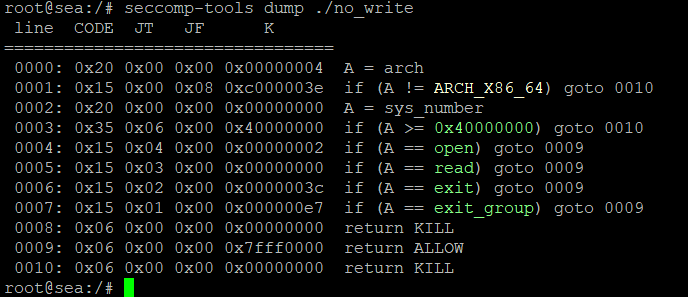 root@sea:/# seccomp-tools dump ./no_write
 line  CODE  JT   JF      K
=================================
 0000: 0x20 0x00 0x00 0x00000004  A = arch
 0001: 0x15 0x00 0x08 0xc000003e  if (A != ARCH_X86_64) goto 0010
 0002: 0x20 0x00 0x00 0x00000000  A = sys_number
 0003: 0x35 0x06 0x00 0x40000000  if (A >= 0x40000000) goto 0010
 0004: 0x15 0x04 0x00 0x00000002  if (A == open) goto 0009
 0005: 0x15 0x03 0x00 0x00000000  if (A == read) goto 0009
 0006: 0x15 0x02 0x00 0x0000003c  if (A == exit) goto 0009
 0007: 0x15 0x01 0x00 0x000000e7  if (A == exit_group) goto 0009
 0008: 0x06 0x00 0x00 0x00000000  return KILL
 0009: 0x06 0x00 0x00 0x7fff0000  return ALLOW
 0010: 0x06 0x00 0x00 0x00000000  return KILL
root@sea:/#